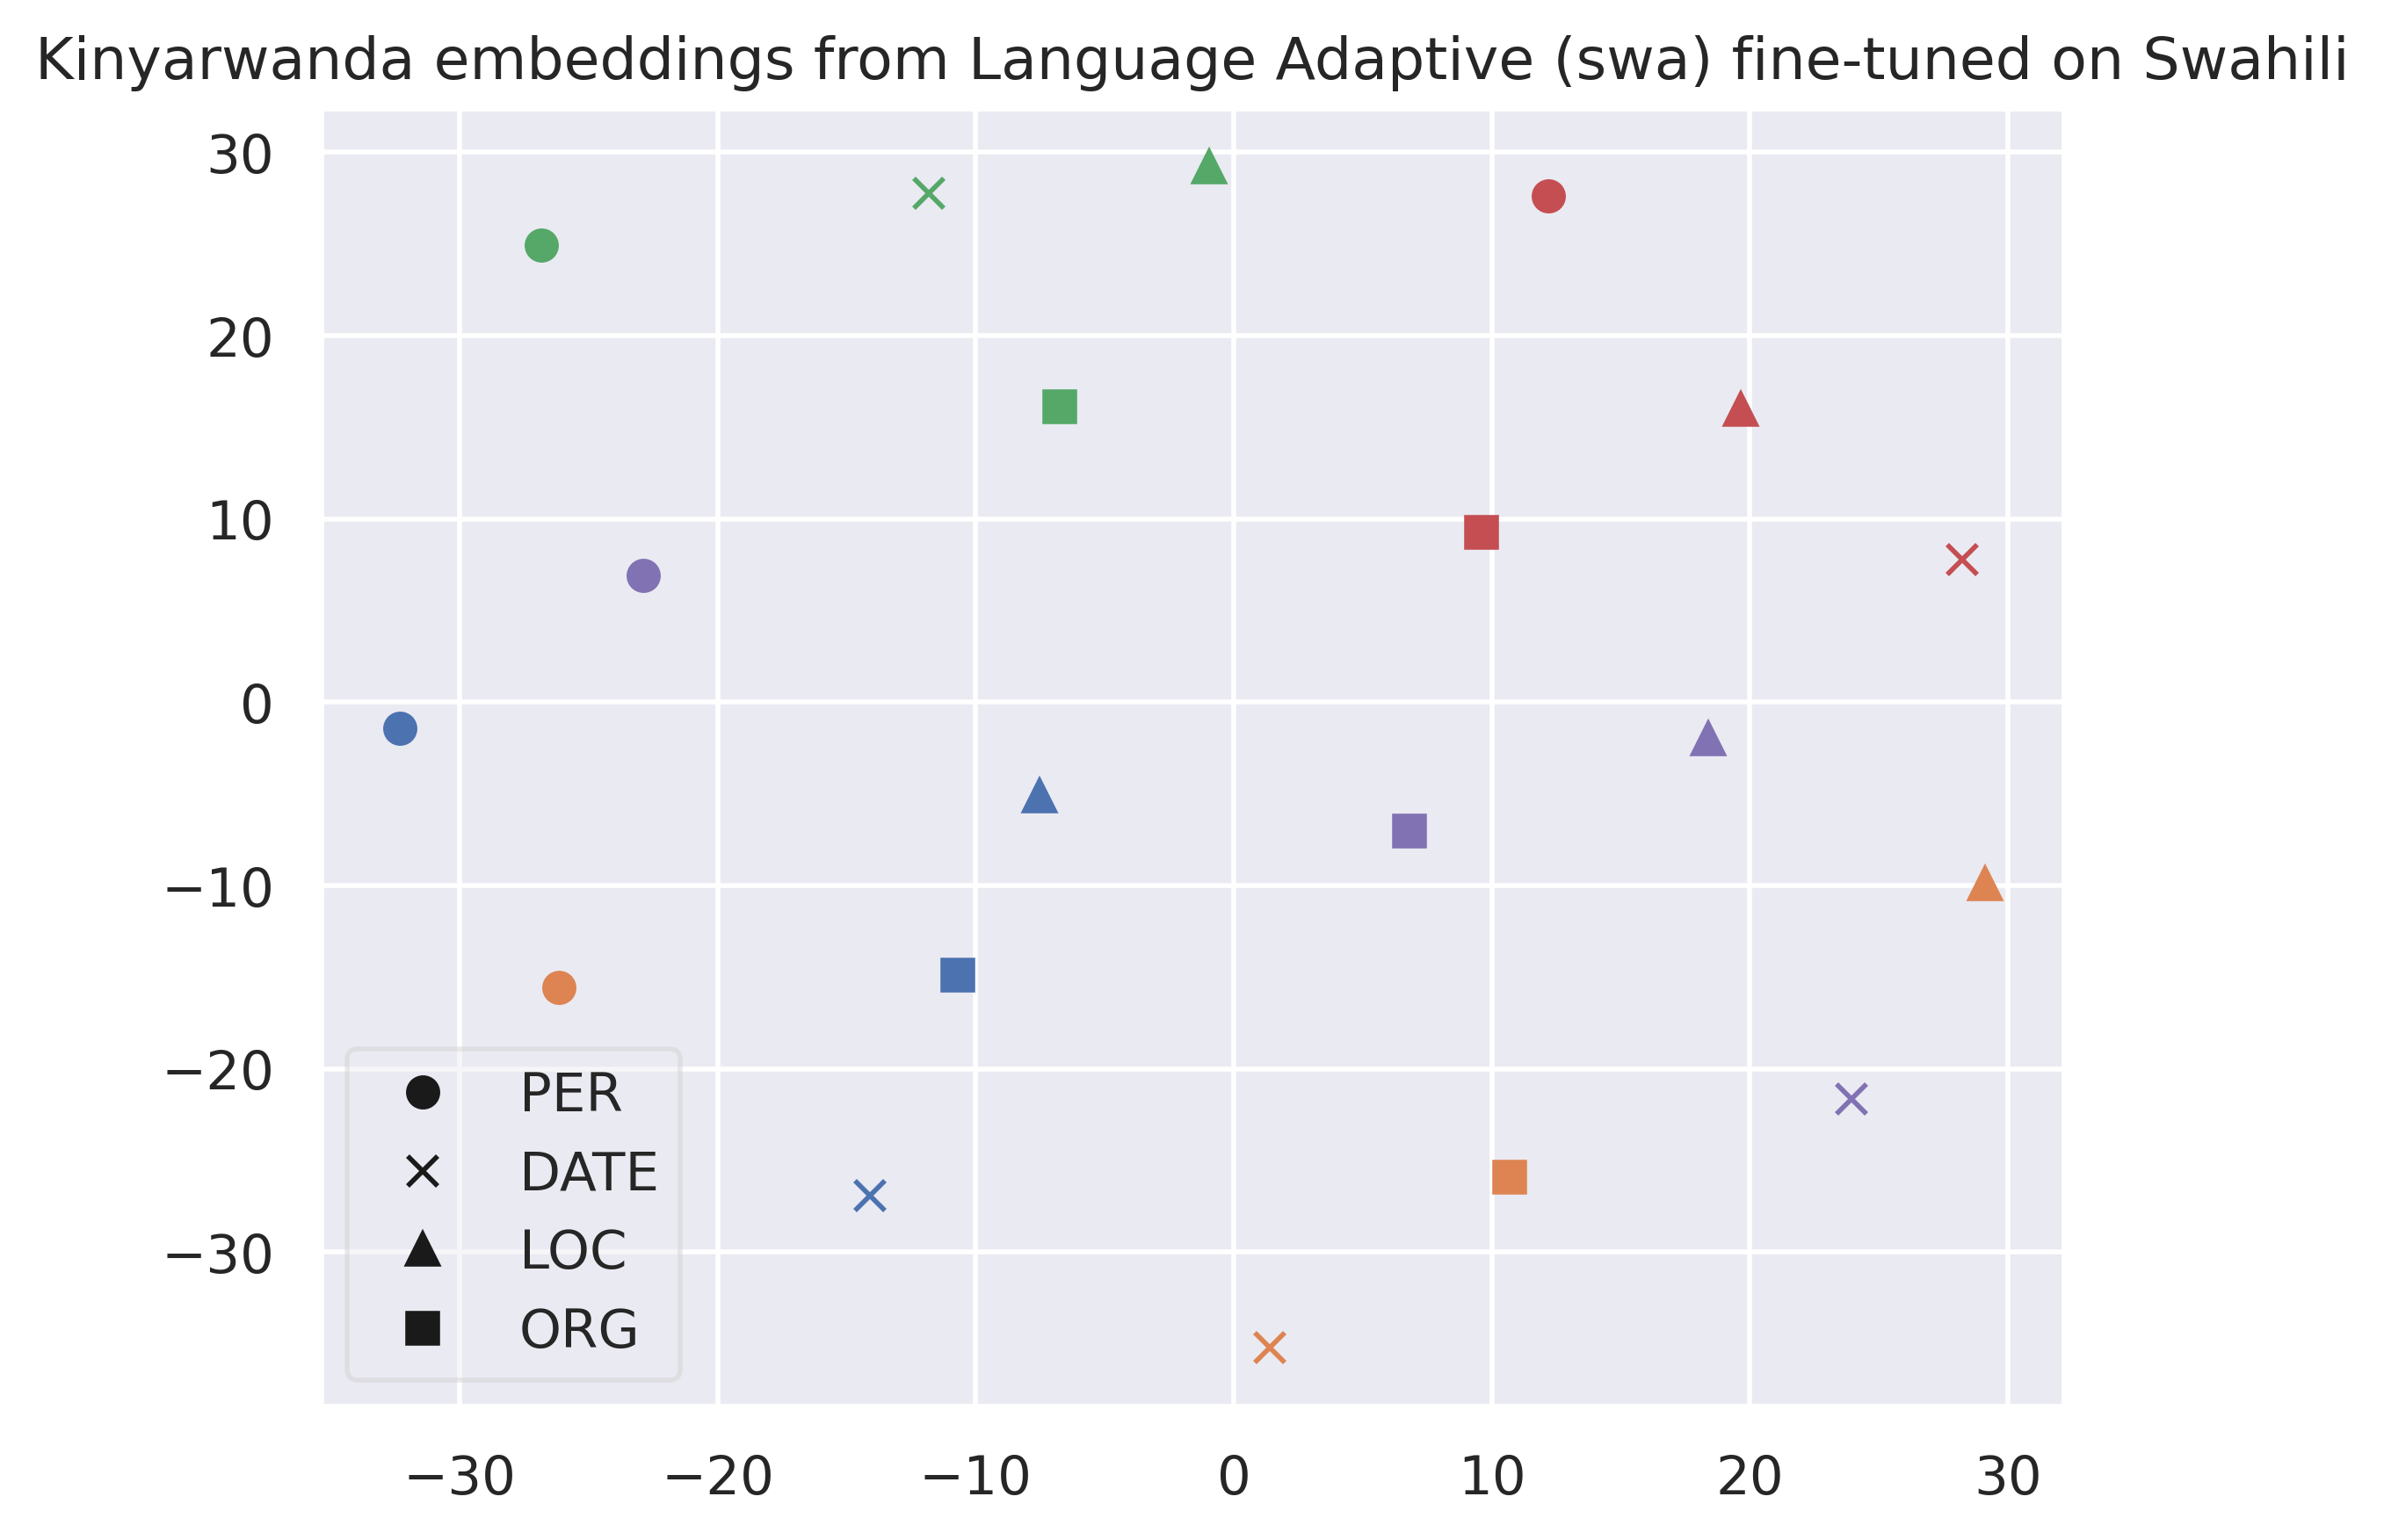 Kinyarwanda embeddings from Language Adaptive (swa) fine-tuned on Swahili
30
20
10
0
−10
−20
−30
PER
DATE
LOC
ORG
−30 −20 −10 0 10 20 30